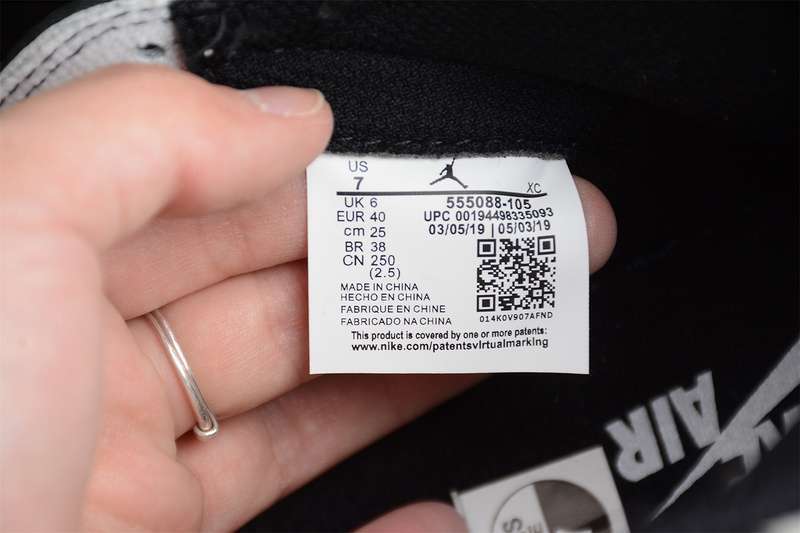 US
7
XC
UK 6
555088-105
EUR 40
UPC 00194498335093
cm 25
03/05/19 | 05/03/19
BR 38
CN 250
(2.5)
014K0V907AFND
MADE IN CHINA
HECHO EN CHINA
FABRIQUE EN CHINE
FABRICADO NA CHINA
This product is covered by one or more patents:
www.nike.com/patentsvirtualmarking
AIR